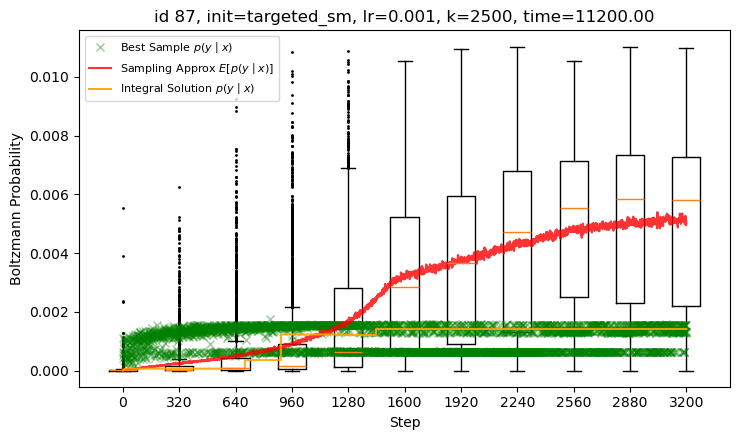 id 87, init=targeted_sm, lr=0.001, k=2500, time=11200.00
Best Sample p(y | x)
Sampling Approx E[p(y | x)]
Integral Solution p(y | x)
Boltzmann Probability
0.010
0.008
0.006
0.004
0.002
0.000
0 320 640 960 1280 1600 1920 2240 2560 2880 3200
Step